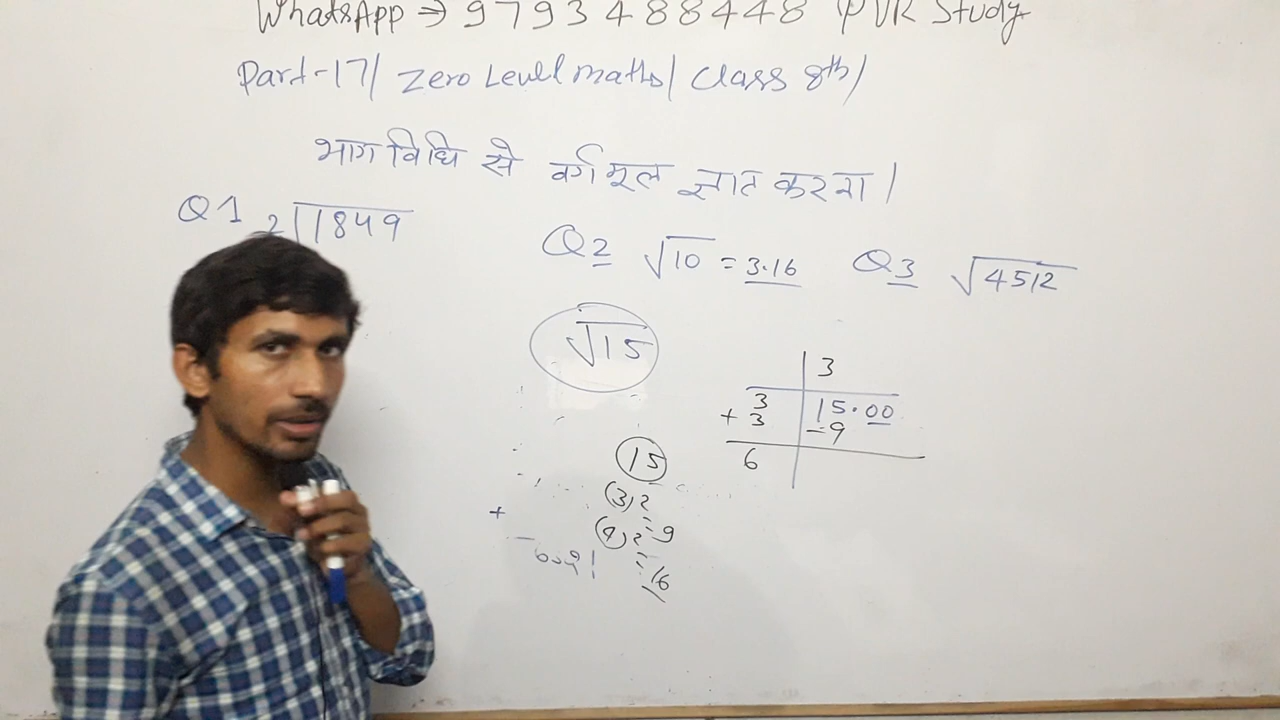 WhatsApp → 9793488448 PVR Study
Part-17/ Zero Level maths/ Class 8th/
भाग विधि से वर्गमूल ज्ञात करना।
Q1 2 1849
Q2 √10 = 3.16
Q3 √4512
√15
3
3 15.00
+ 3 -9
6
15
(3)2
=9
(4)2
=16
+